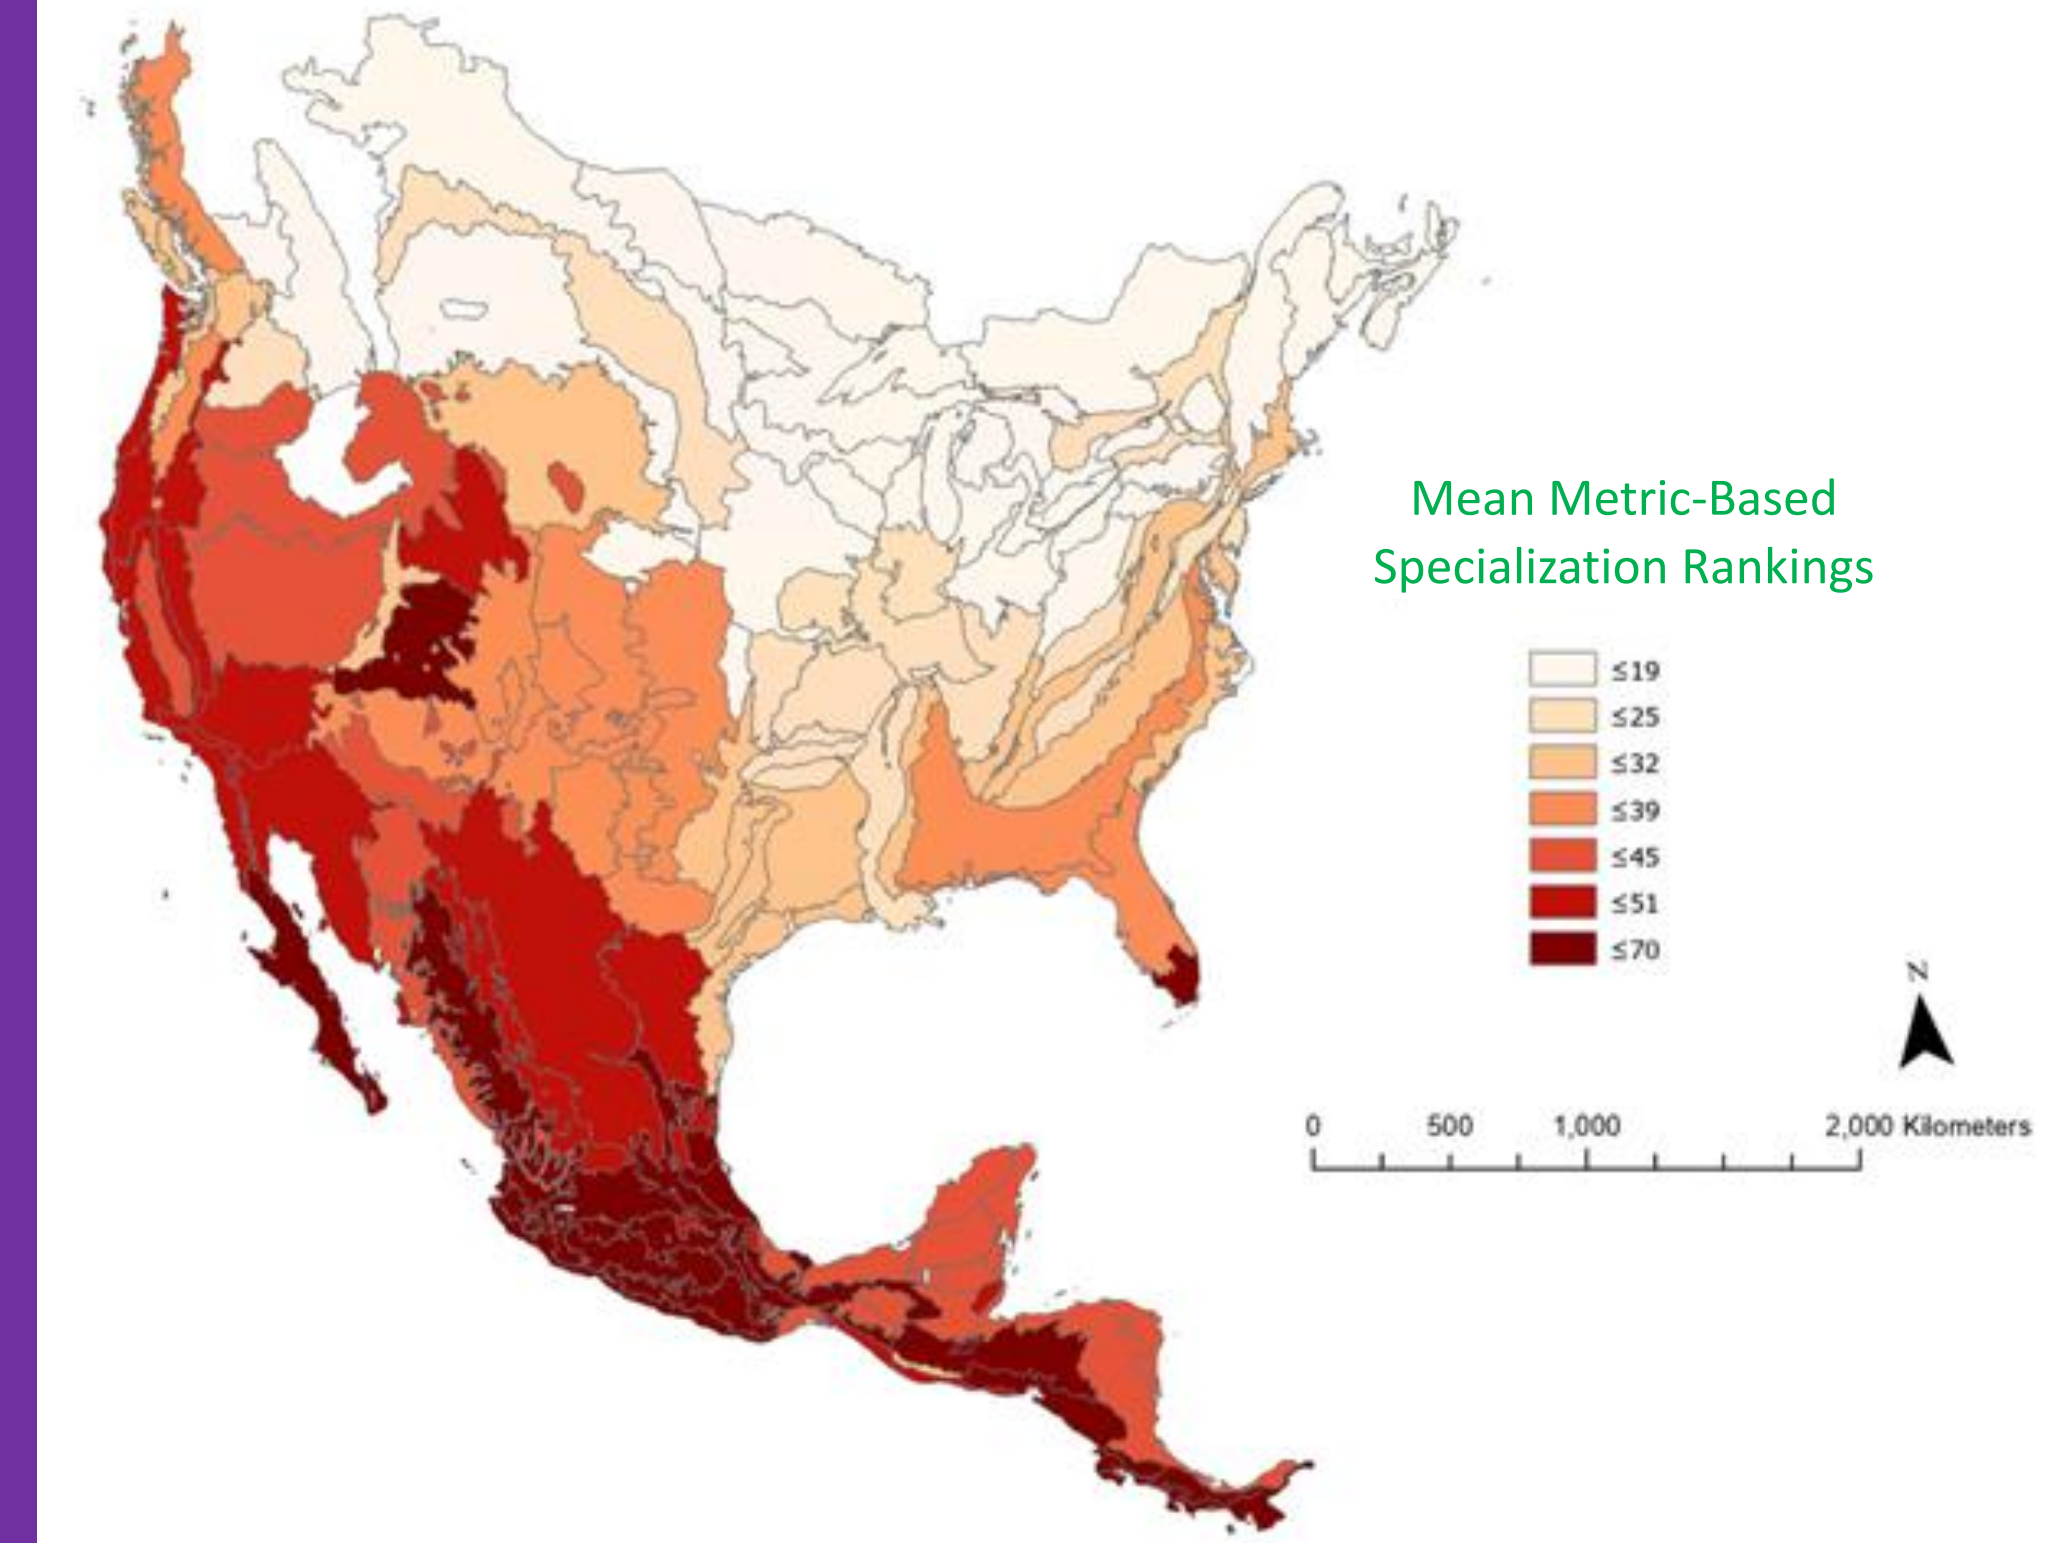 Mean Metric-Based
Specialization Rankings
≤19
≤25
≤32
≤39
≤45
≤51
≤70
N
0 500 1,000 2,000 Kilometers